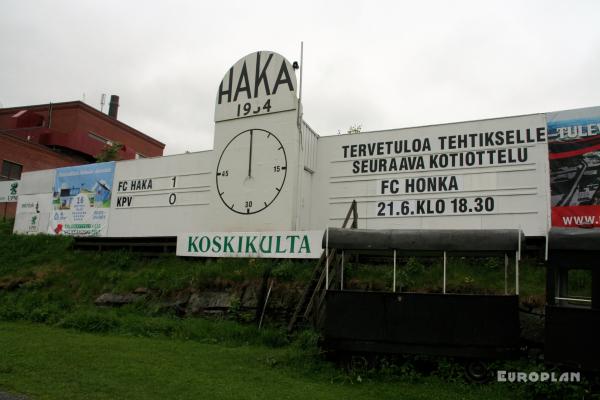 HAKA
1934
FC HAKA 1
KPV 0
45 15
30
TERVETULOA TEHTIKSELLE
SEURAAVA KOTIOTTELU
FC HONKA
21.6. KLO 18.30
KOSKIKULTA
TULEV
EUROPLAN